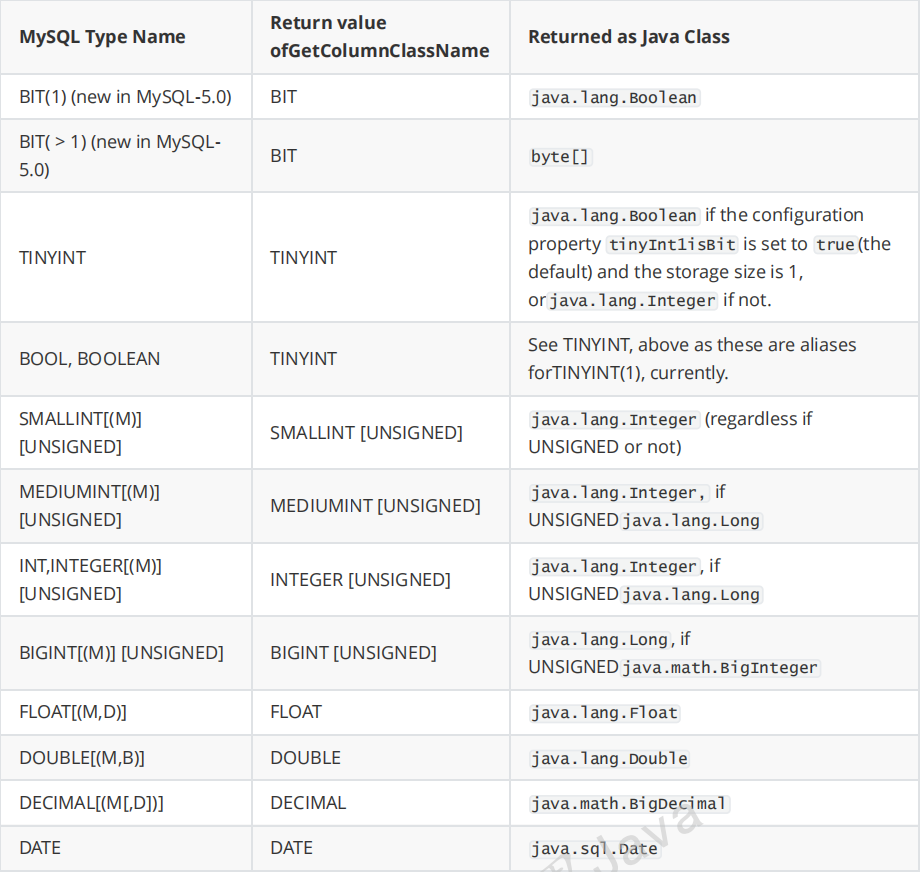 MySQL Type Name
Return value
ofGetColumnClassName
Returned as Java Class
BIT(1) (new in MySQL-5.0)
BIT
java.lang.Boolean
BIT( > 1) (new in MySQL-
5.0)
BIT
byte[]
TINYINT
TINYINT
java.lang.Boolean if the configuration
property tinyInt1isBit is set to true(the
default) and the storage size is 1,
orjava.lang.Integer if not.
BOOL, BOOLEAN
TINYINT
See TINYINT, above as these are aliases
forTINYINT(1), currently.
SMALLINT[(M)]
[UNSIGNED]
SMALLINT [UNSIGNED]
java.lang.Integer (regardless if
UNSIGNED or not)
MEDIUMINT[(M)]
[UNSIGNED]
MEDIUMINT [UNSIGNED]
java.lang.Integer, if
UNSIGNEDjava.lang.Long
INT,INTEGER[(M)]
[UNSIGNED]
INTEGER [UNSIGNED]
java.lang.Integer, if
UNSIGNEDjava.lang.Long
BIGINT[(M)] [UNSIGNED]
BIGINT [UNSIGNED]
java.lang.Long, if
UNSIGNEDjava.math.BigInteger
FLOAT[(M,D)]
FLOAT
java.lang.Float
DOUBLE[(M,B)]
DOUBLE
java.lang.Double
DECIMAL[(M[,D])]
DECIMAL
java.math.BigDecimal
DATE
DATE
java.sql.Date
Java